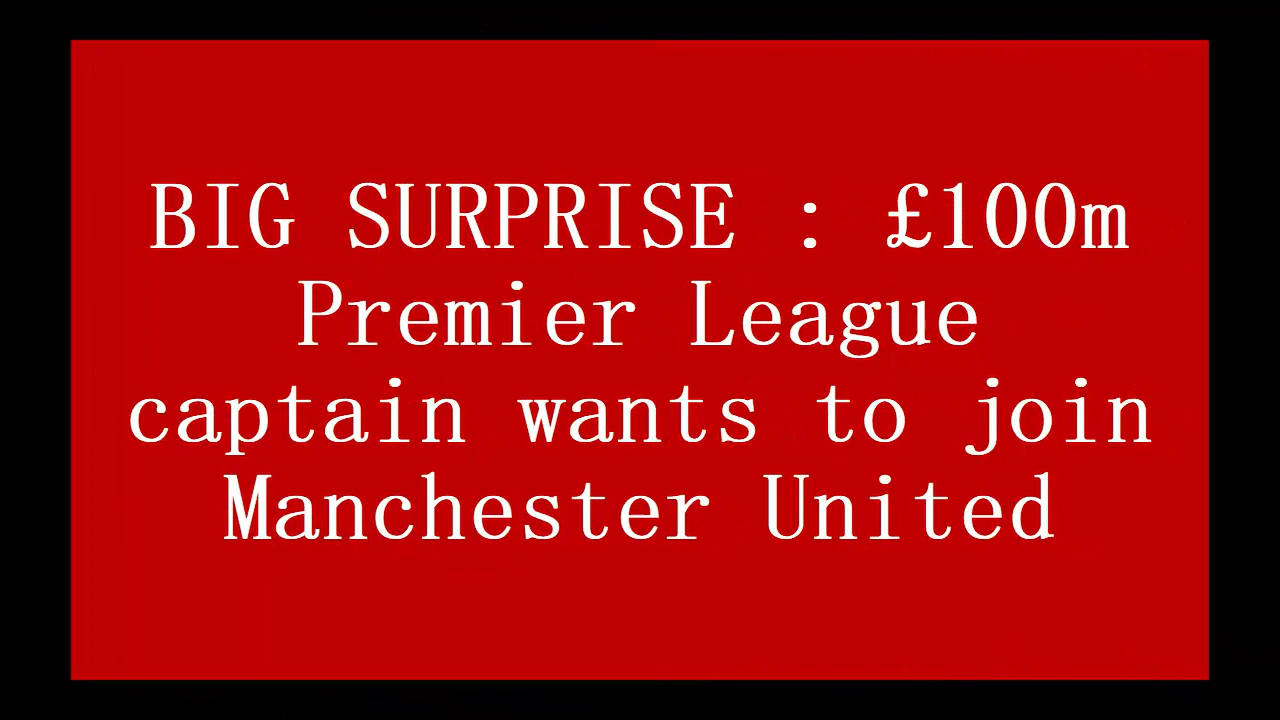 BIG SURPRISE : £100m
Premier League
captain wants to join
Manchester United